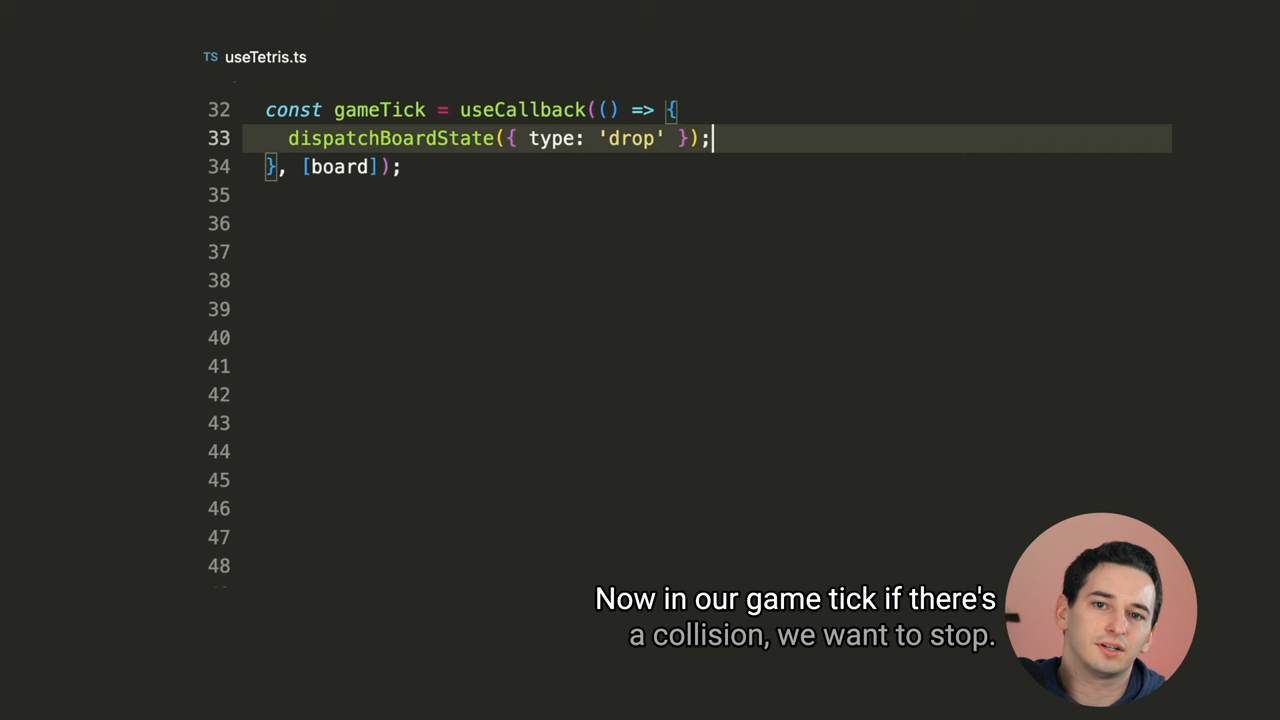 TS useTetris.ts
32 const gameTick = useCallback(() => {
33 dispatchBoardState({ type: 'drop' });
34 }, [board]);
35
36
37
38
39
40
41
42
43
44
45
46
47
48
Now in our game tick if there's
a collision, we want to stop.